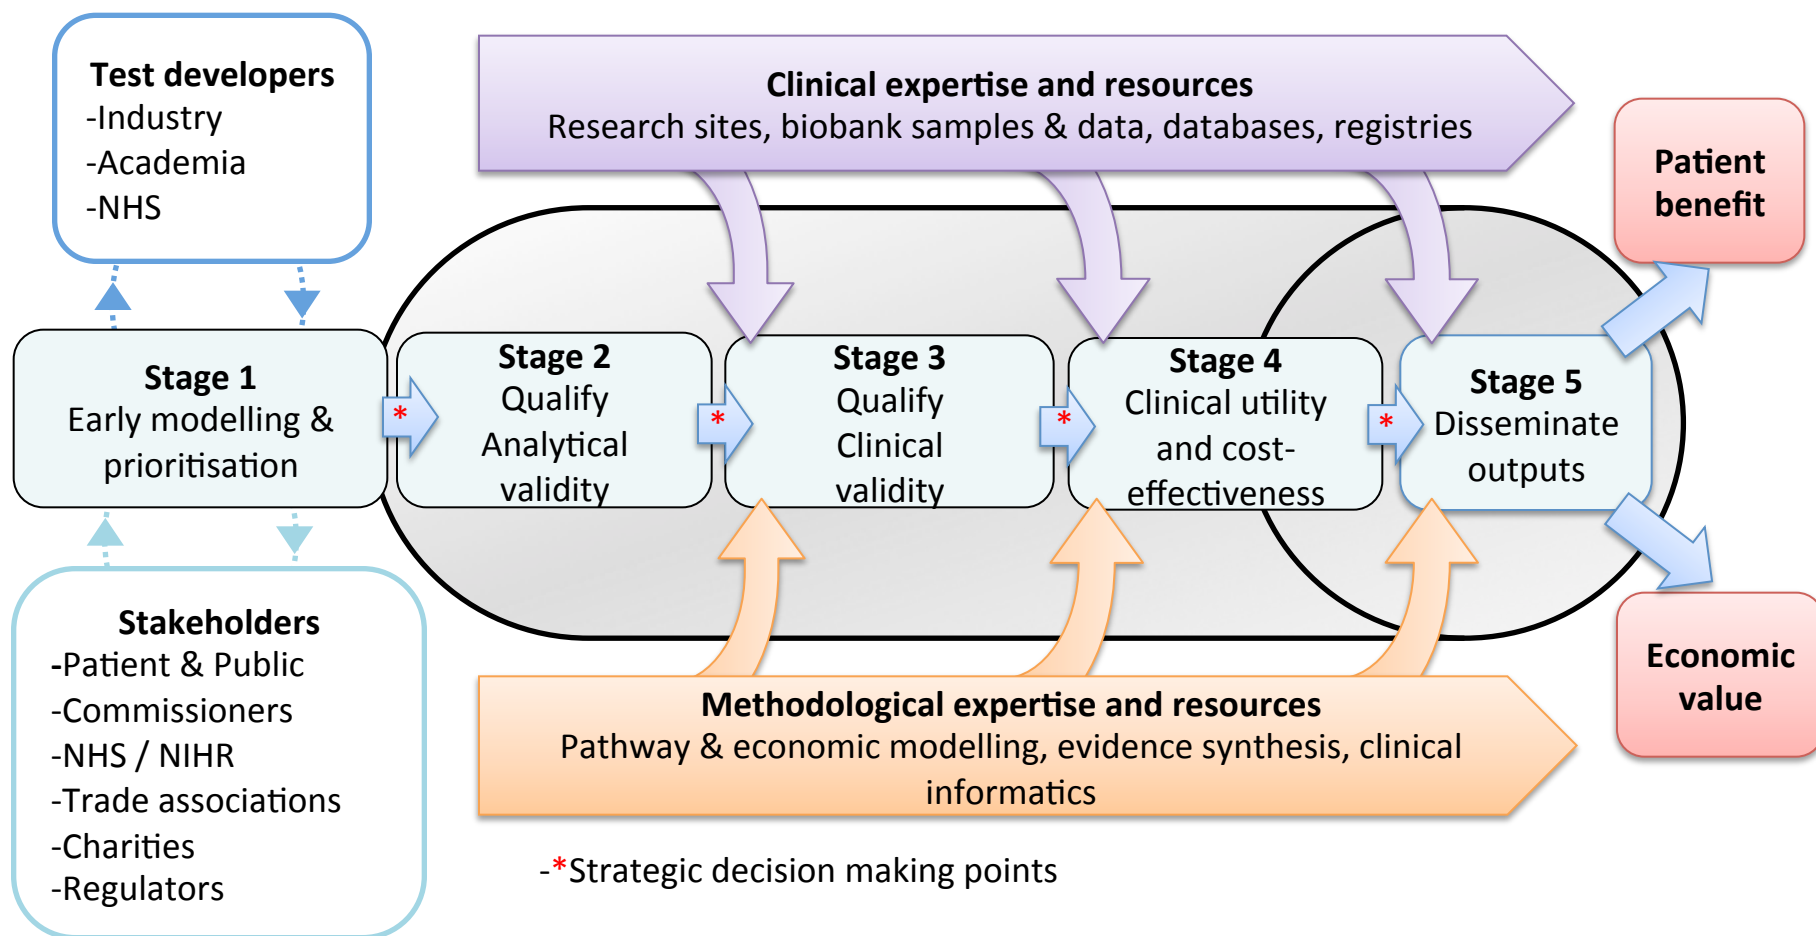 Test developers
-Industry
-Academia
-NHS
Clinical expertise and resources
Research sites, biobank samples & data, databases, registries
Patient
benefit
Stage 1
Early modelling &
prioritisation
*
Stage 2
Qualify
Analytical
validity
*
Stage 3
Qualify
Clinical
validity
*
Stage 4
Clinical utility
and cost-
effectiveness
*
Stage 5
Disseminate
outputs
Stakeholders
-Patient & Public
-Commissioners
-NHS / NIHR
-Trade associations
-Charities
-Regulators
Methodological expertise and resources
Pathway & economic modelling, evidence synthesis, clinical
informatics
Economic
value
-*Strategic decision making points